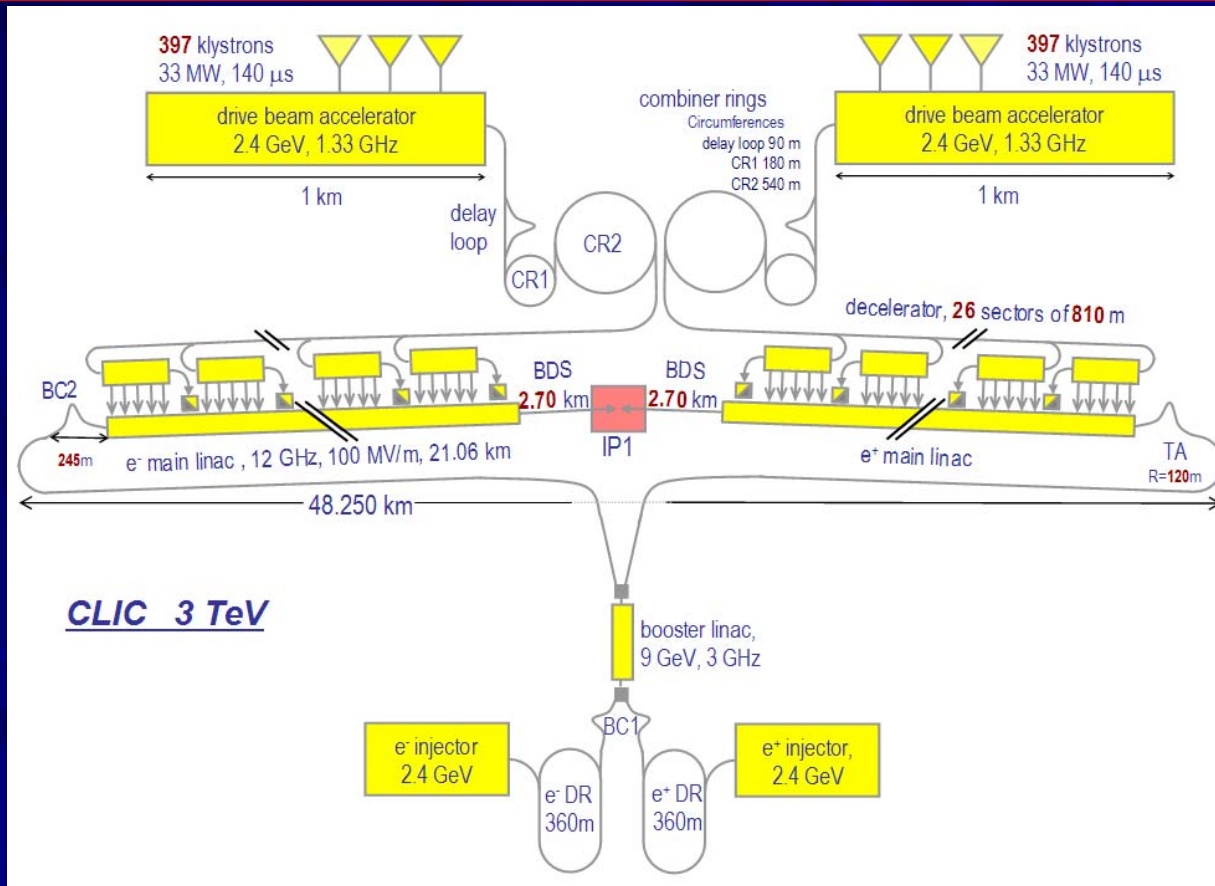 397 klystrons
33 MW, 140 μs
drive beam accelerator
2.4 GeV, 1.33 GHz
1 km
combiner rings
Circumferences
delay loop 90 m
CR1 180 m
CR2 540 m
397 klystrons
33 MW, 140 μs
drive beam accelerator
2.4 GeV, 1.33 GHz
1 km
delay
loop
CR1
CR2
decelerator, 26 sectors of 810 m
BC2
245m
BDS
2.70 km
IP1
BDS
2.70 km
e- main linac , 12 GHz, 100 MV/m, 21.06 km
e+ main linac
TA
R=120m
48.250 km
CLIC 3 TeV
booster linac,
9 GeV, 3 GHz
BC1
e- injector
2.4 GeV
e- DR
360m
e+ DR
360m
e+ injector,
2.4 GeV